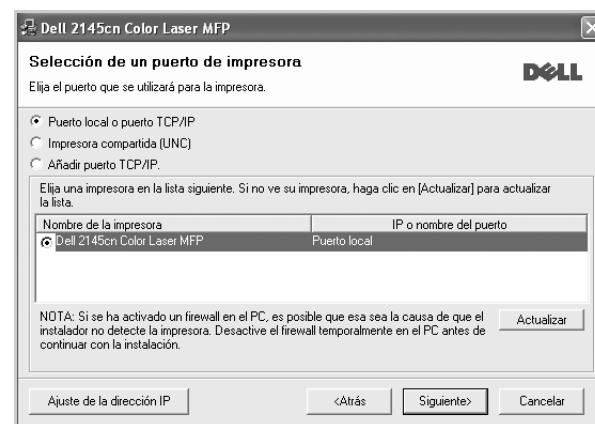 Dell 2145cn Color Laser MFP
Selección de un puerto de impresora
DELL
Elija el puerto que se utilizará para la impresora.
Puerto local o puerto TCP/IP
Impresora compartida (UNC)
Añadir puerto TCP/IP.
Elija una impresora en la lista siguiente. Si no ve su impresora, haga clic en [Actualizar] para actualizar
la lista.
Nombre de la impresora IP o nombre del puerto
Dell 2145cn Color Laser MFP Puerto local
NOTA: Si se ha activado un firewall en el PC, es posible que esa sea la causa de que el
instalador no detecte la impresora. Desactive el firewall temporalmente en el PC antes de
continuar con la instalación.
Actualizar
Ajuste de la dirección IP <Atrás Siguiente> Cancelar